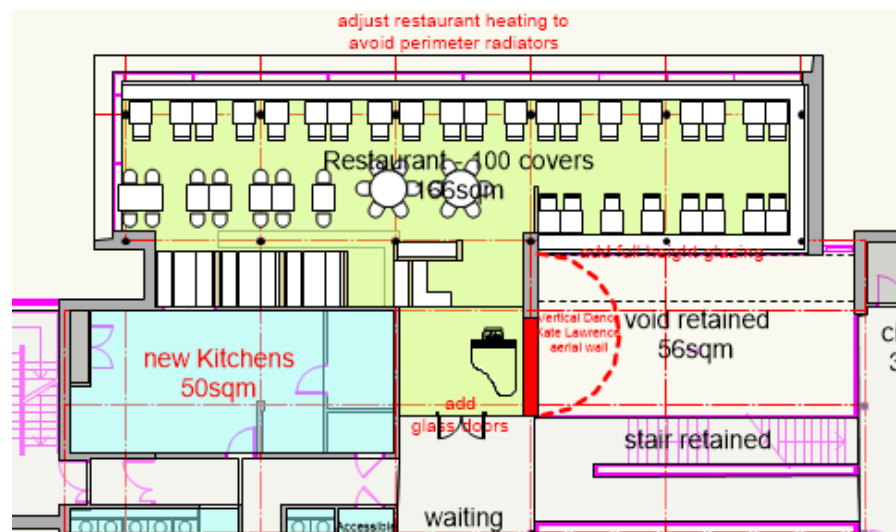 adjust restaurant heating to
avoid perimeter radiators
Restaurant - 100 covers
166sqm
add full height glazing
Vertical Dance
Kate Lawrence
aerial wall
void retained
56sqm
new Kitchens
50sqm
add
glass doors
stair retained
waiting
Accessible